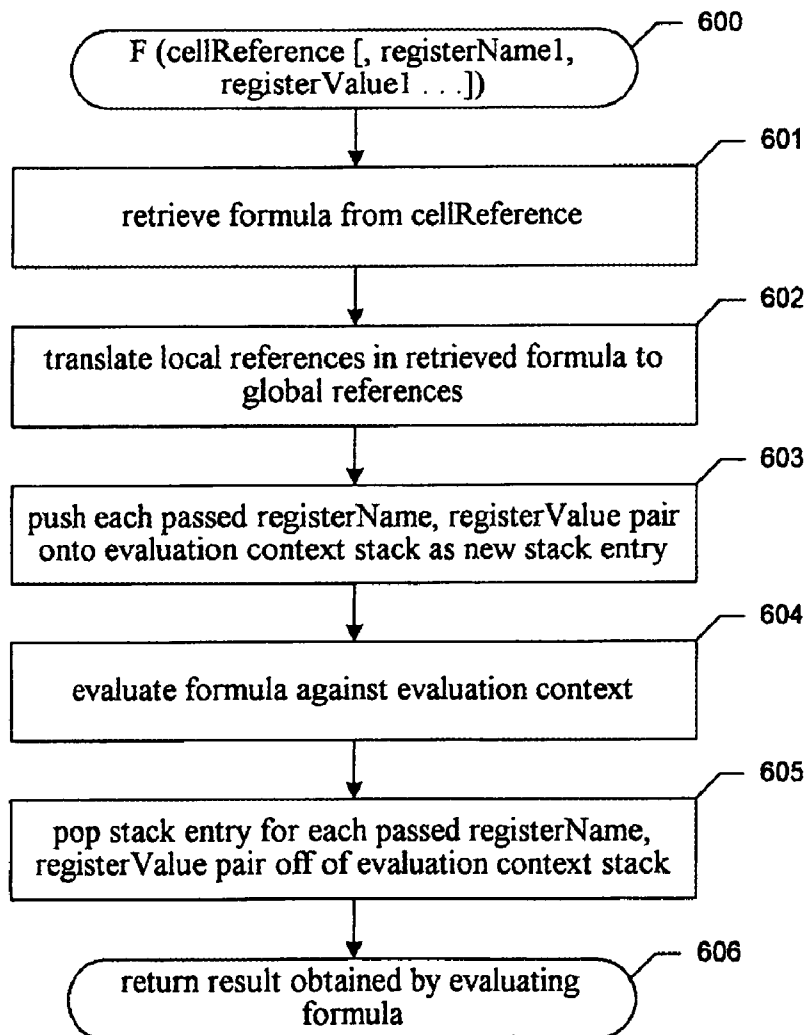 600
F (cellReference [, registerName1,
registerValue1 . . .])
601
retrieve formula from cellReference
602
translate local references in retrieved formula to
global references
603
push each passed registerName, registerValue pair
onto evaluation context stack as new stack entry
604
evaluate formula against evaluation context
605
pop stack entry for each passed registerName,
registerValue pair off of evaluation context stack
606
return result obtained by evaluating
formula